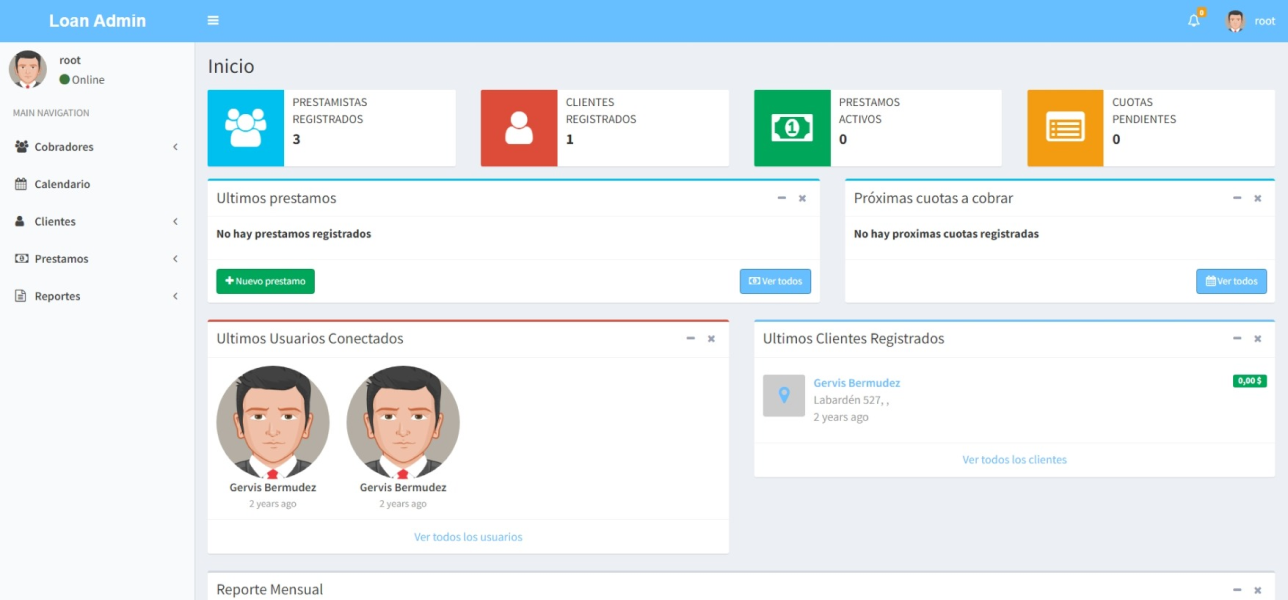 Loan Admin
0
root
root
Online
MAIN NAVIGATION
Cobradores
Calendario
Clientes
Prestamos
Reportes
Inicio
PRESTAMISTAS
REGISTRADOS
3
CLIENTES
REGISTRADOS
1
PRESTAMOS
ACTIVOS
0
CUOTAS
PENDIENTES
0
Ultimos prestamos
No hay prestamos registrados
Nuevo prestamo
Ver todos
Próximas cuotas a cobrar
No hay proximas cuotas registradas
Ver todos
Ultimos Usuarios Conectados
Gervis Bermudez
2 years ago
Gervis Bermudez
2 years ago
Ver todos los usuarios
Ultimos Clientes Registrados
Gervis Bermudez
0,00 $
Labardén 527, ,
2 years ago
Ver todos los clientes
Reporte Mensual